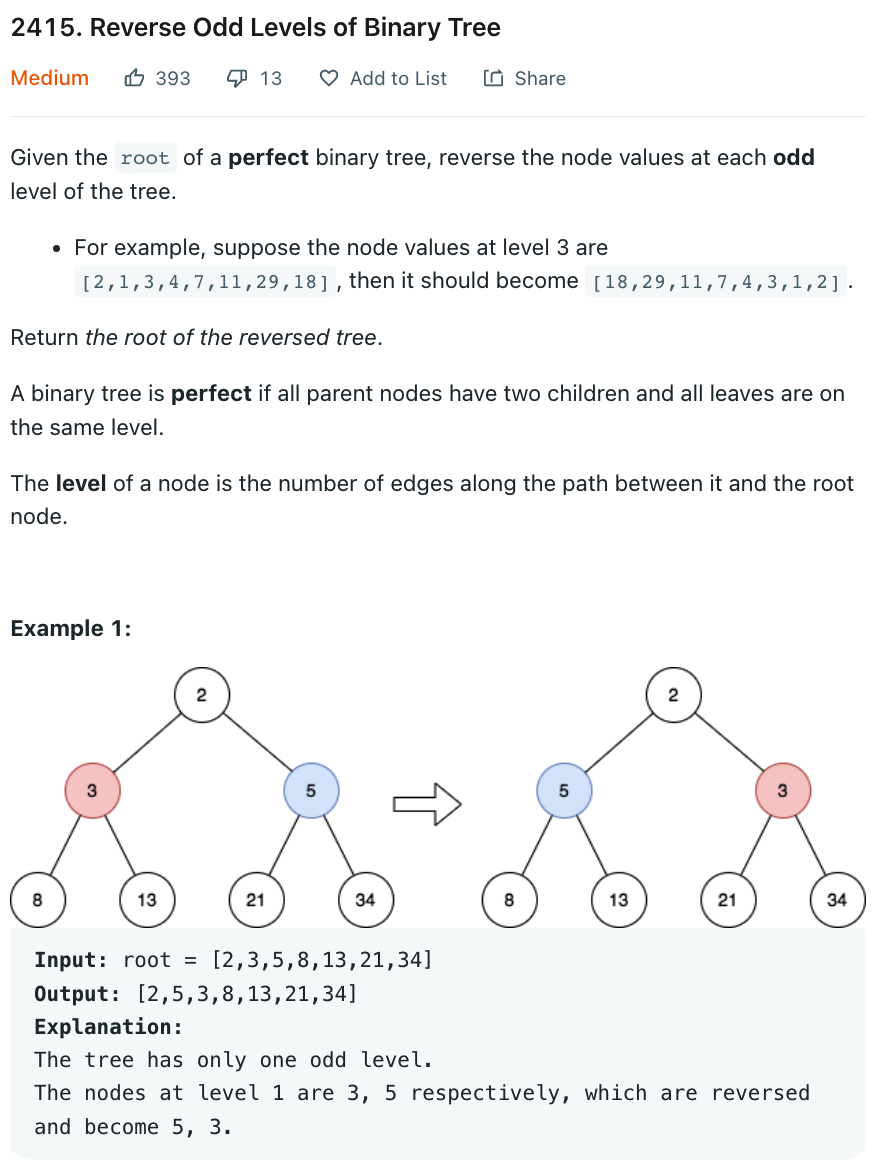 2415. Reverse Odd Levels of Binary Tree
Medium 393 13 Add to List Share
Given the root of a perfect binary tree, reverse the node values at each odd
level of the tree.
• For example, suppose the node values at level 3 are
[2,1,3,4,7,11,29,18], then it should become [18,29,11,7,4,3,1,2].
Return the root of the reversed tree.
A binary tree is perfect if all parent nodes have two children and all leaves are on
the same level.
The level of a node is the number of edges along the path between it and the root
node.
Example 1:
2 2
3 5 5 3
8 13 21 34 8 13 21 34
Input: root = [2,3,5,8,13,21,34]
Output: [2,5,3,8,13,21,34]
Explanation:
The tree has only one odd level.
The nodes at level 1 are 3, 5 respectively, which are reversed
and become 5, 3.